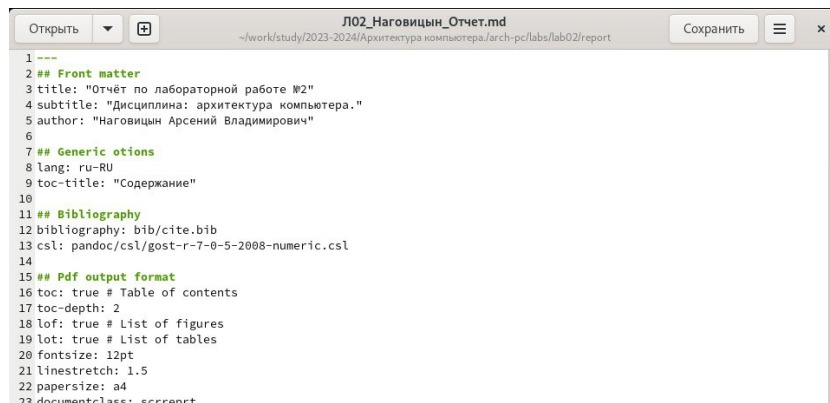 Открыть
Л02_Наговицын_Отчет.md
~/work/study/2023-2024/Архитектура компьютера./arch-pc/labs/lab02/report
Сохранить
1 ---
2 ## Front matter
3 title: "Отчёт по лабораторной работе №2"
4 subtitle: "Дисциплина: архитектура компьютера."
5 author: "Наговицын Арсений Владимирович"
6
7 ## Generic otions
8 lang: ru-RU
9 toc-title: "Содержание"
10
11 ## Bibliography
12 bibliography: bib/cite.bib
13 csl: pandoc/csl/gost-r-7-0-5-2008-numeric.csl
14
15 ## Pdf output format
16 toc: true # Table of contents
17 toc-depth: 2
18 lof: true # List of figures
19 lot: true # List of tables
20 fontsize: 12pt
21 linestretch: 1.5
22 papersize: a4
23 documentclass: scrreprt